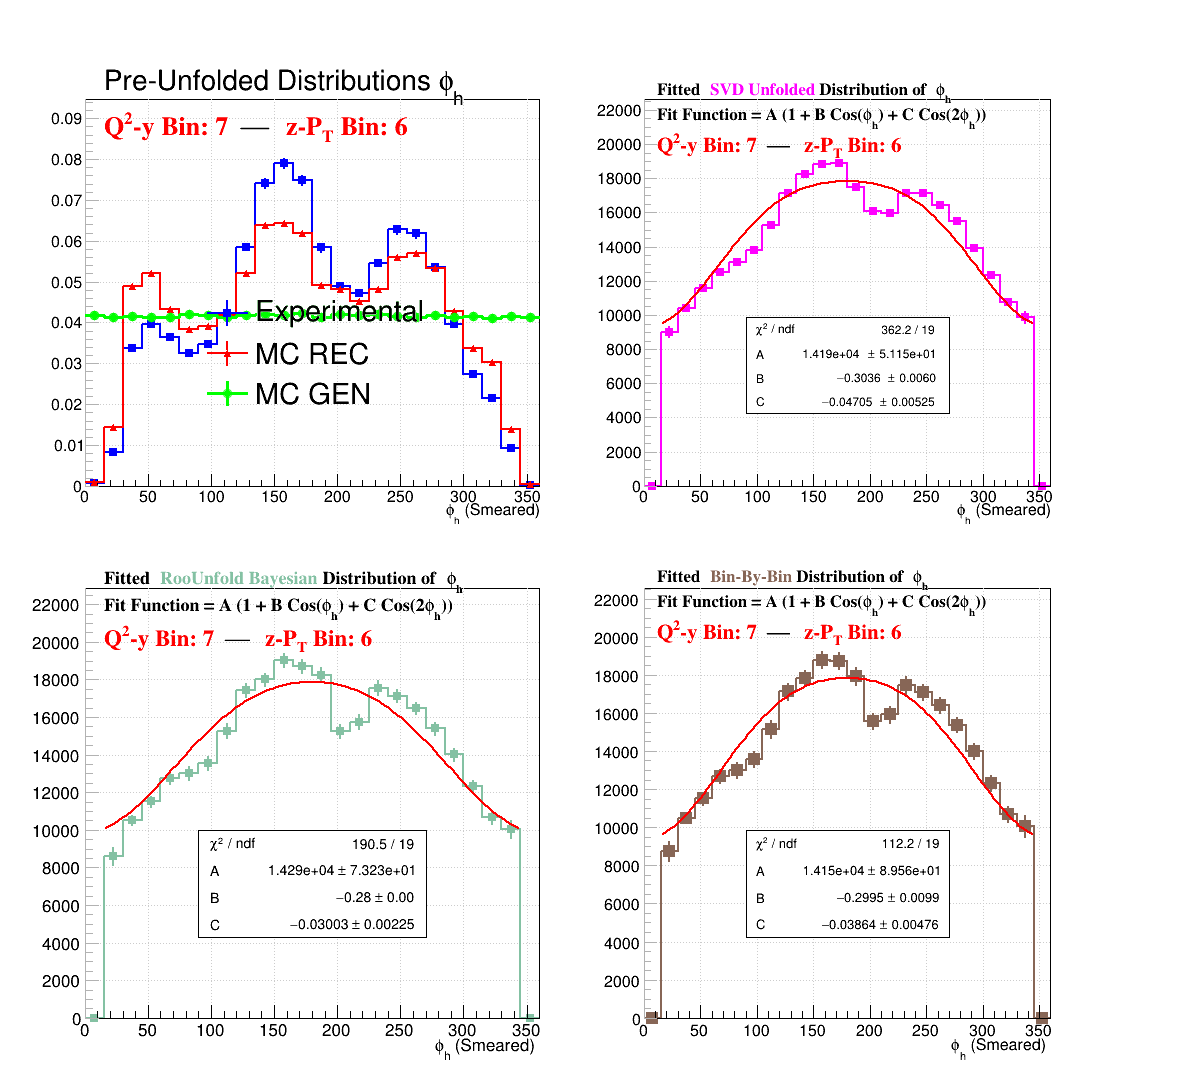 Pre-Unfolded Distributions ϕh
Q2-y Bin: 7 — z-PT Bin: 6
0.09
0.08
0.07
0.06
0.05
0.04
0.03
0.02
0.01
0
Experimental
MC REC
MC GEN
0 50 100 150 200 250 300 350
ϕh (Smeared)
Fitted SVD Unfolded Distribution of ϕh
Fit Function = A (1 + B Cos(ϕh) + C Cos(2ϕh))
Q2-y Bin: 7 — z-PT Bin: 6
22000
20000
18000
16000
14000
12000
10000
8000
6000
4000
2000
0
χ2 / ndf 362.2 / 19
A 1.419e+04 ± 5.115e+01
B −0.3036 ± 0.0060
C −0.04705 ± 0.00525
0 50 100 150 200 250 300 350
ϕh (Smeared)
Fitted RooUnfold Bayesian Distribution of ϕh
Fit Function = A (1 + B Cos(ϕh) + C Cos(2ϕh))
Q2-y Bin: 7 — z-PT Bin: 6
22000
20000
18000
16000
14000
12000
10000
8000
6000
4000
2000
0
χ2 / ndf 190.5 / 19
A 1.429e+04 ± 7.323e+01
B −0.28 ± 0.00
C −0.03003 ± 0.00225
0 50 100 150 200 250 300 350
ϕh (Smeared)
Fitted Bin-By-Bin Distribution of ϕh
Fit Function = A (1 + B Cos(ϕh) + C Cos(2ϕh))
Q2-y Bin: 7 — z-PT Bin: 6
22000
20000
18000
16000
14000
12000
10000
8000
6000
4000
2000
0
χ2 / ndf 112.2 / 19
A 1.415e+04 ± 8.956e+01
B −0.2995 ± 0.0099
C −0.03864 ± 0.00476
0 50 100 150 200 250 300 350
ϕh (Smeared)